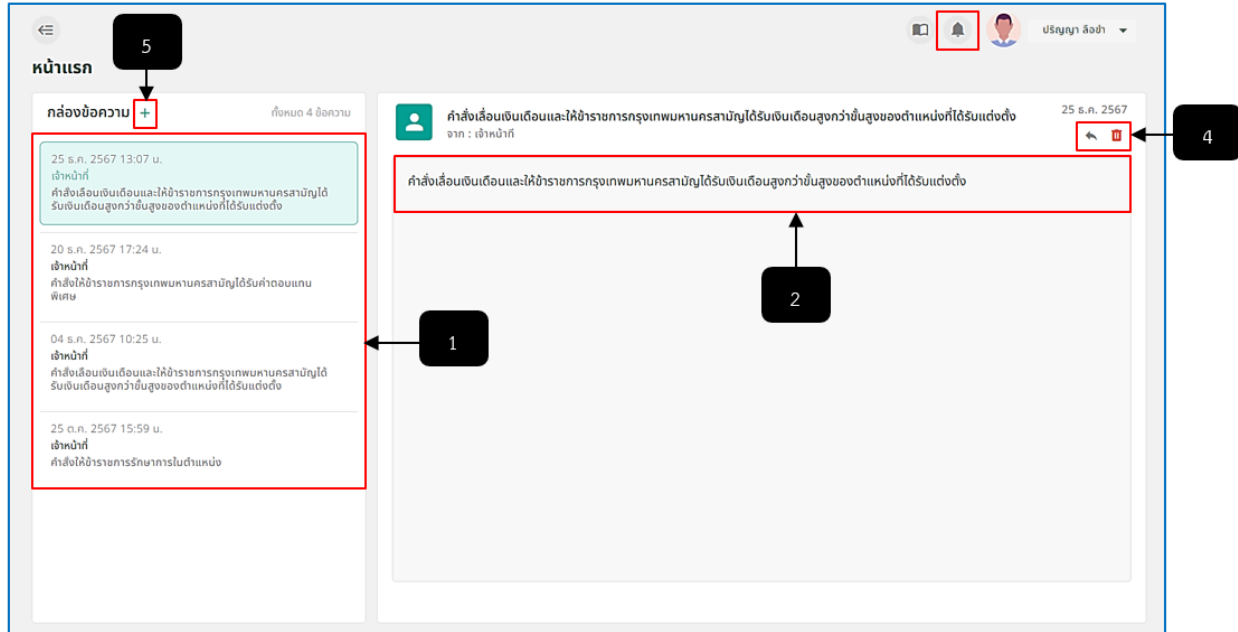 5
ปริญญา ลือขำ
หน้าแรก
กล่องข้อความ +
ทั้งหมด 4 ข้อความ
25 ธ.ค. 2567 13:07 น.
เจ้าหน้าที่
คำสั่งเลื่อนเงินเดือนและให้ข้าราชการกรุงเทพมหานครสามัญได้
รับเงินเดือนสูงกว่าขั้นสูงของตำแหน่งที่ได้รับแต่งตั้ง
20 ธ.ค. 2567 17:24 น.
เจ้าหน้าที่
คำสั่งให้ข้าราชการกรุงเทพมหานครสามัญได้รับค่าตอบแทน
พิเศษ
04 ธ.ค. 2567 10:25 น.
เจ้าหน้าที่
คำสั่งเลื่อนเงินเดือนและให้ข้าราชการกรุงเทพมหานครสามัญได้
รับเงินเดือนสูงกว่าขั้นสูงของตำแหน่งที่ได้รับแต่งตั้ง
25 ต.ค. 2567 15:59 น.
เจ้าหน้าที่
คำสั่งให้ข้าราชการรักษาการในตำแหน่ง
1
คำสั่งเลื่อนเงินเดือนและให้ข้าราชการกรุงเทพมหานครสามัญได้รับเงินเดือนสูงกว่าขั้นสูงของตำแหน่งที่ได้รับแต่งตั้ง
25 ธ.ค. 2567
จาก : เจ้าหน้าที่
4
คำสั่งเลื่อนเงินเดือนและให้ข้าราชการกรุงเทพมหานครสามัญได้รับเงินเดือนสูงกว่าขั้นสูงของตำแหน่งที่ได้รับแต่งตั้ง
2